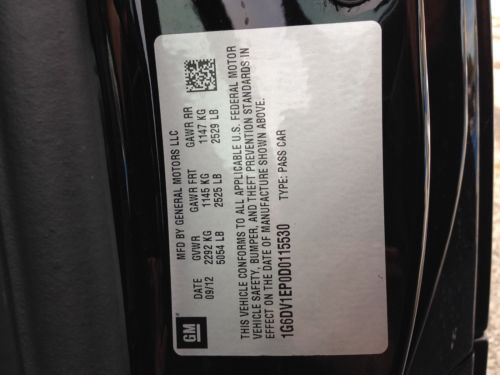 GM
MFD BY GENERAL MOTORS LLC
DATE GVWR GAWR FRT GAWR RR
09/12 2292 KG 1145 KG 1147 KG
5054 LB 2525 LB 2529 LB
THIS VEHICLE CONFORMS TO ALL APPLICABLE U.S. FEDERAL MOTOR
VEHICLE SAFETY, BUMPER, AND THEFT PREVENTION STANDARDS IN
EFFECT ON THE DATE OF MANUFACTURE SHOWN ABOVE.
1G6DV1EP0D0115530 TYPE: PASS CAR